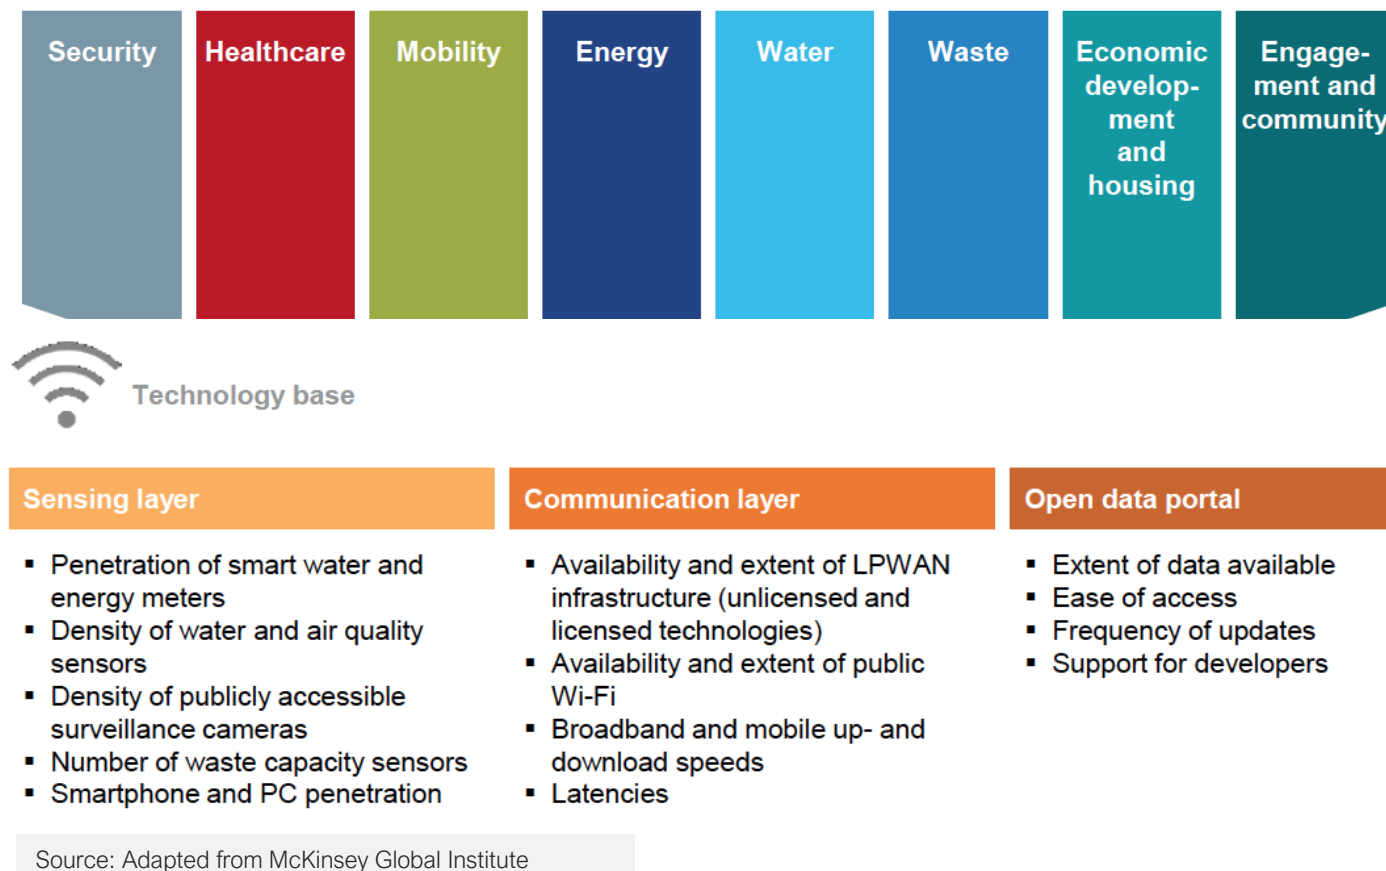 Security
Healthcare
Mobility
Energy
Water
Waste
Economic
develop-
ment
and
housing
Engage-
ment and
community
Technology base
Sensing layer
▪ Penetration of smart water and
energy meters
▪ Density of water and air quality
sensors
▪ Density of publicly accessible
surveillance cameras
▪ Number of waste capacity sensors
▪ Smartphone and PC penetration
Communication layer
▪ Availability and extent of LPWAN
infrastructure (unlicensed and
licensed technologies)
▪ Availability and extent of public
Wi-Fi
▪ Broadband and mobile up- and
download speeds
▪ Latencies
Open data portal
▪ Extent of data available
▪ Ease of access
▪ Frequency of updates
▪ Support for developers
Source: Adapted from McKinsey Global Institute